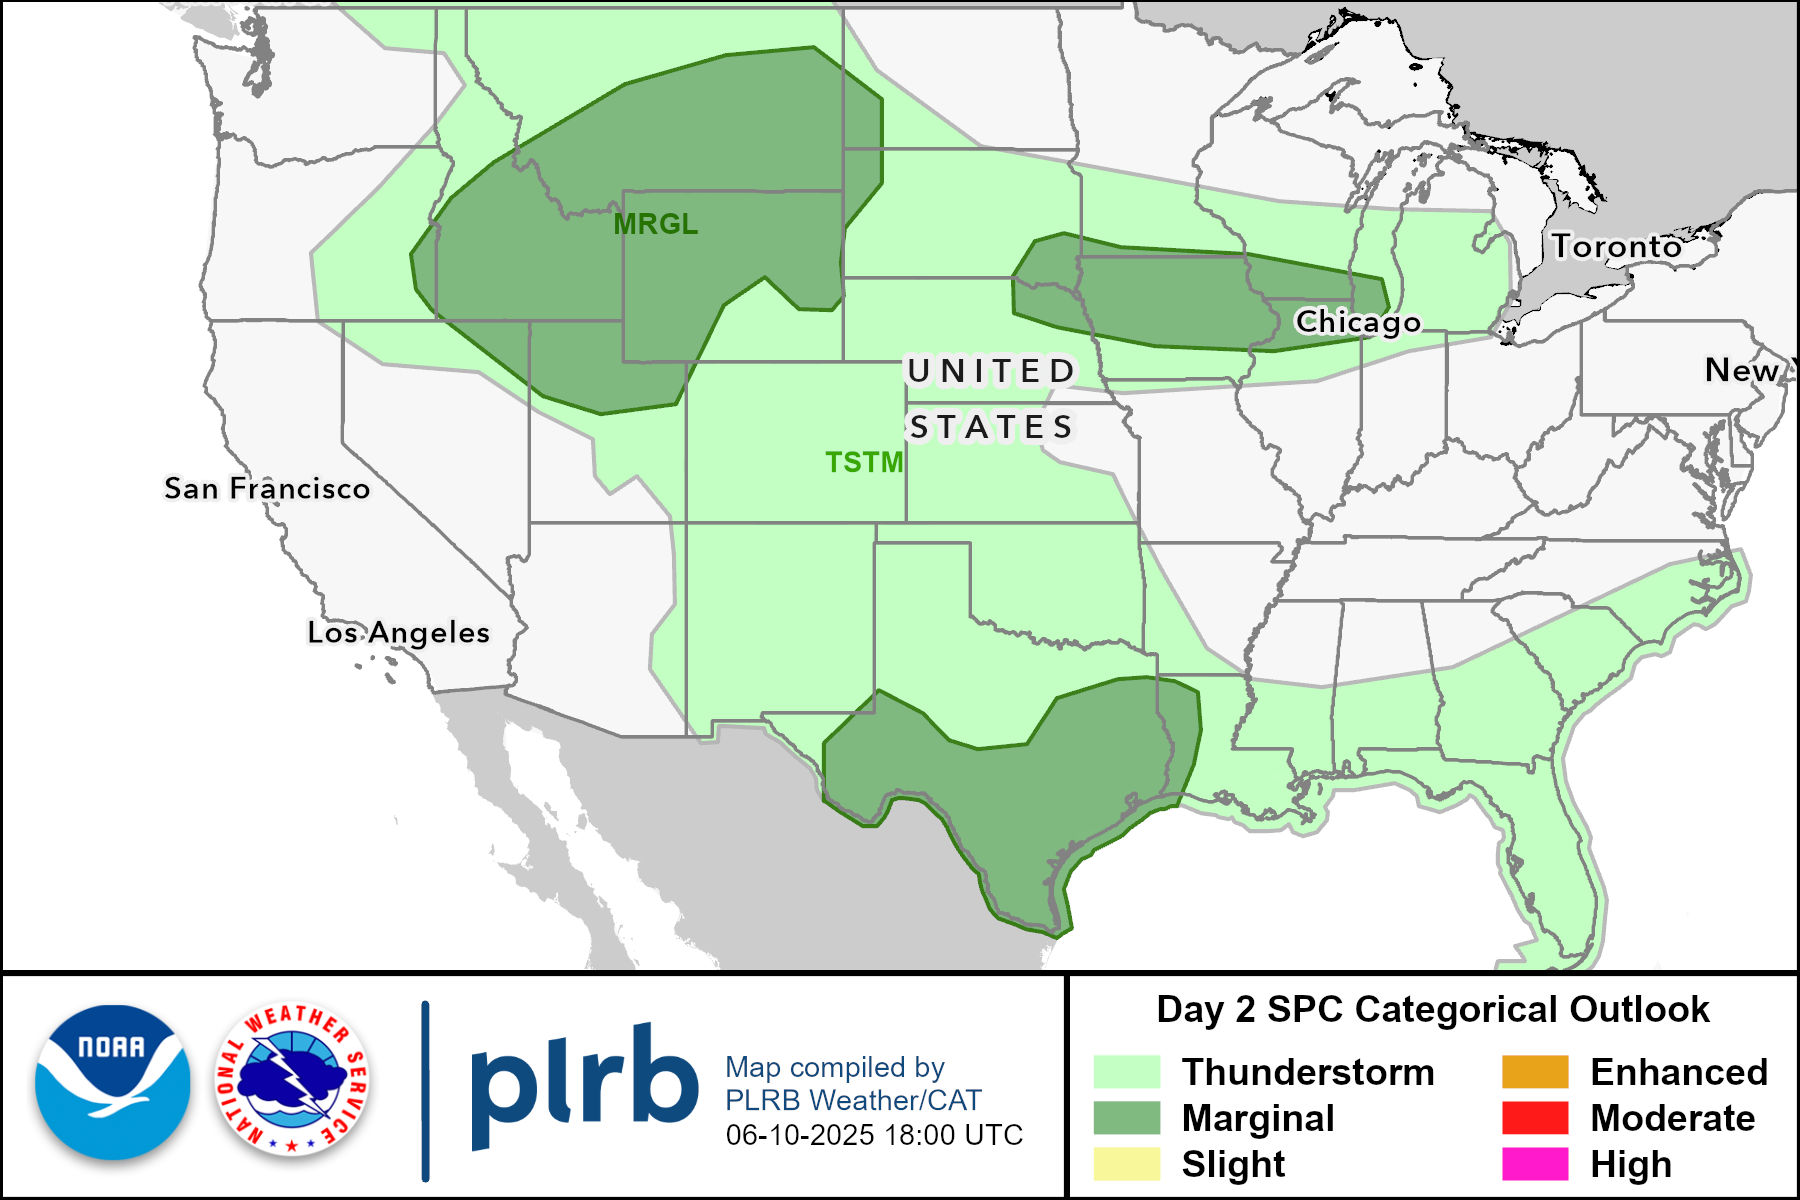 MRGL
Toronto
Chicago
UNITED
New
STATES
TSTM
San Francisco
Los Angeles
NOAA
NATIONAL WEATHER SERVICE
plrb
Map compiled by
PLRB Weather/CAT
06-10-2025 18:00 UTC
Day 2 SPC Categorical Outlook
Thunderstorm
Marginal
Slight
Enhanced
Moderate
High